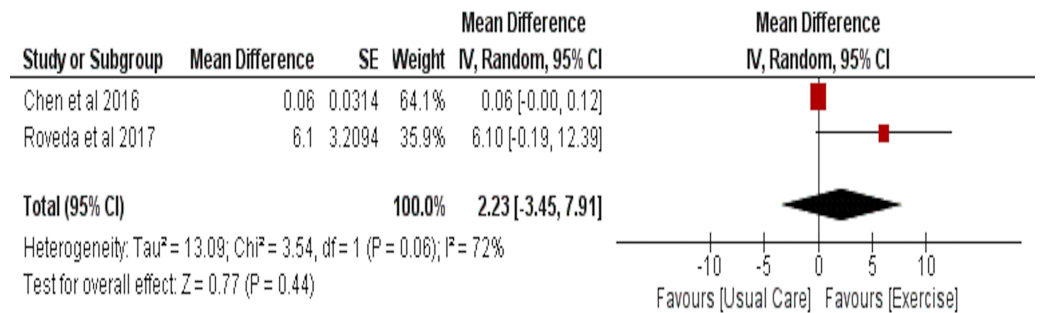 Mean Difference Mean Difference
Study or Subgroup Mean Difference SE Weight IV, Random, 95% CI IV, Random, 95% CI
Chen et al 2016 0.06 0.0314 64.1% 0.06 [-0.00, 0.12]
Roveda et al 2017 6.1 3.2094 35.9% 6.10 [-0.19, 12.39]
Total (95% CI) 100.0% 2.23 [-3.45, 7.91]
Heterogeneity: Tau² = 13.09; Chi² = 3.54, df = 1 (P = 0.06); I² = 72%
-10 -5 0 5 10
Test for overall effect: Z = 0.77 (P = 0.44)
Favours [Usual Care] Favours [Exercise]